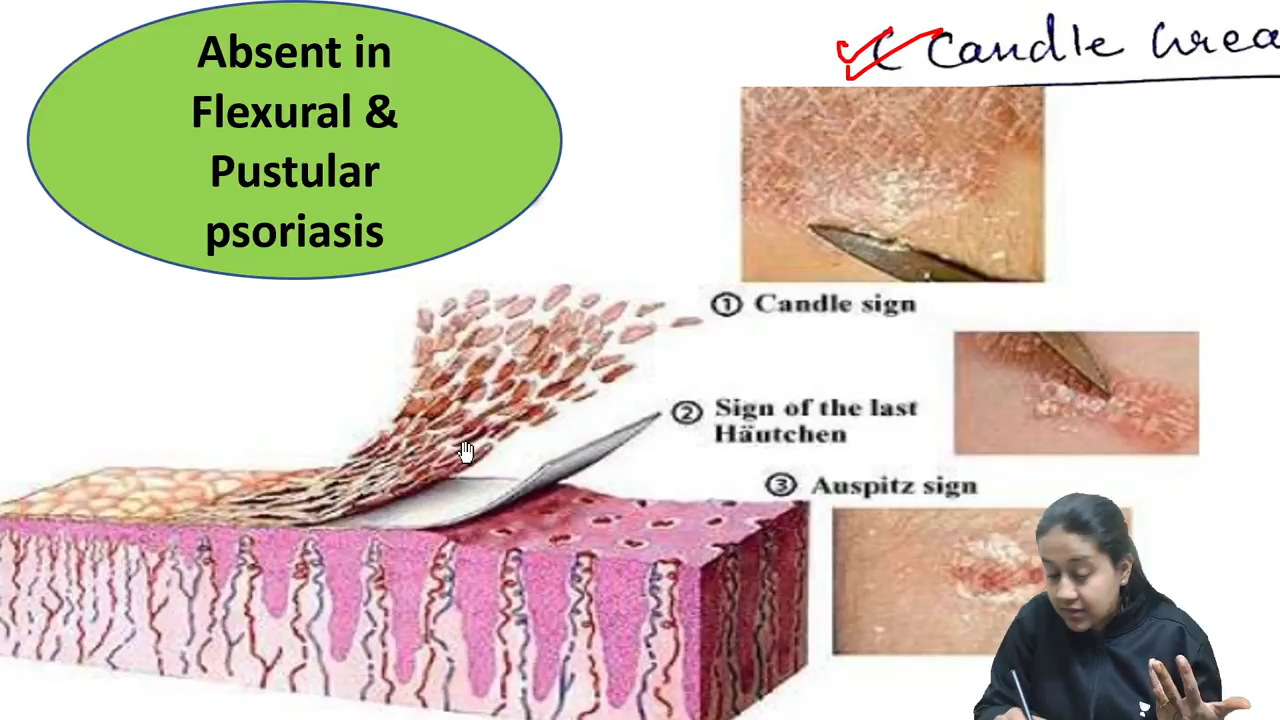 Absent in
Flexural &
Pustular
psoriasis
Candle
① Candle sign
② Sign of the last
Häutchen
③ Auspitz sign